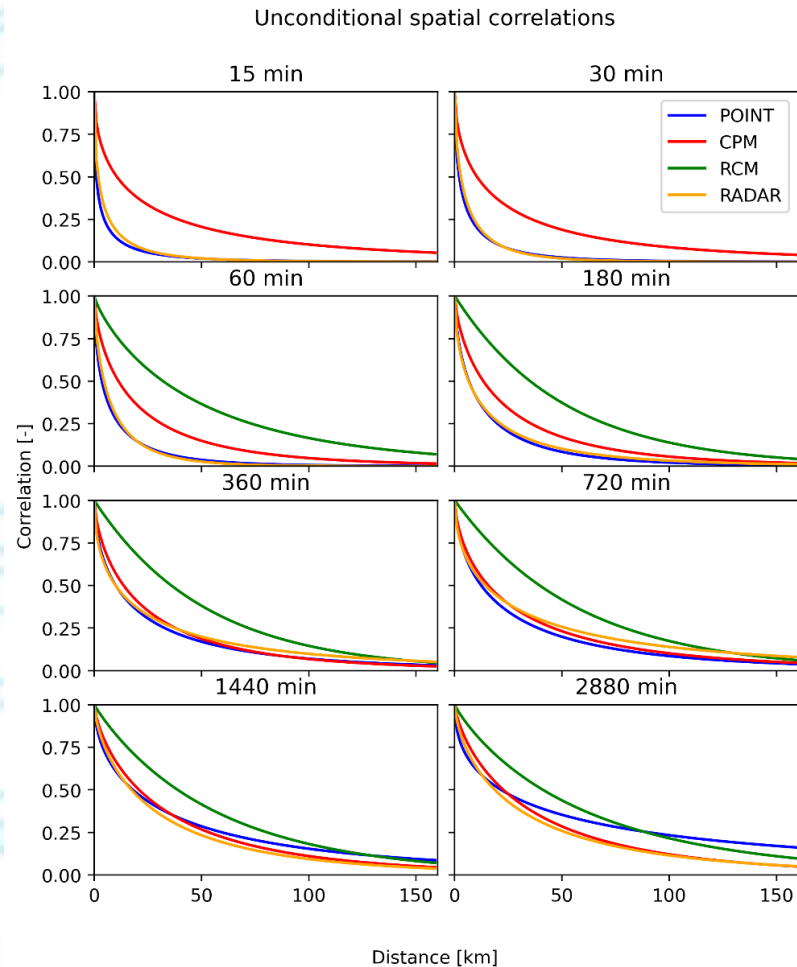 Unconditional spatial correlations
15 min
30 min
1.00
0.75
0.50
0.25
0.00
POINT
CPM
RCM
RADAR
60 min
180 min
1.00
0.75
0.50
0.25
0.00
Correlation [-]
360 min
720 min
1.00
0.75
0.50
0.25
0.00
1440 min
2880 min
1.00
0.75
0.50
0.25
0.00
0 50 100 150
0 50 100 150
Distance [km]